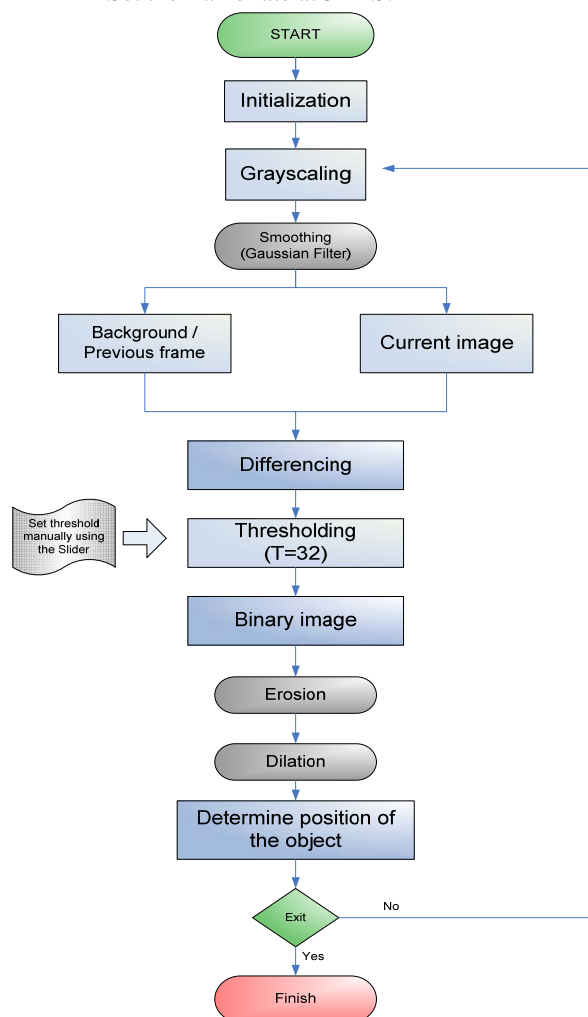 START
Initialization
Grayscaling
Smoothing
(Gaussian Filter)
Background /
Previous frame
Current image
Differencing
Set threshold
manually using
the Slider
Thresholding
(T=32)
Binary image
Erosion
Dilation
Determine position of
the object
Exit
No
Yes
Finish